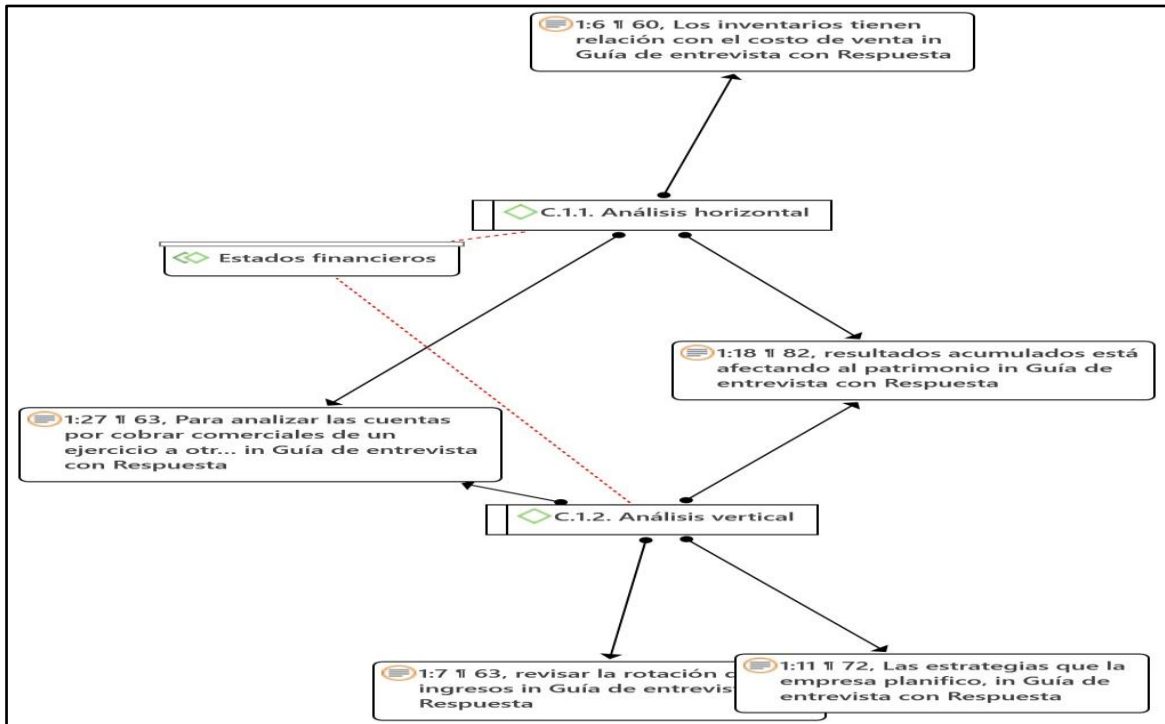 1:6 ¶ 60, Los inventarios tienen
relación con el costo de venta in
Guía de entrevista con Respuesta
C.1.1. Análisis horizontal
Estados financieros
1:18 ¶ 82, resultados acumulados está
afectando al patrimonio in Guía de
entrevista con Respuesta
1:27 ¶ 63, Para analizar las cuentas
por cobrar comerciales de un
ejercicio a otr... in Guía de entrevista
con Respuesta
C.1.2. Análisis vertical
1:7 ¶ 63, revisar la rotación
ingresos in Guía de
Respuesta
1:11 ¶ 72, Las estrategias que la
empresa planifico, in Guía de
entrevista con Respuesta